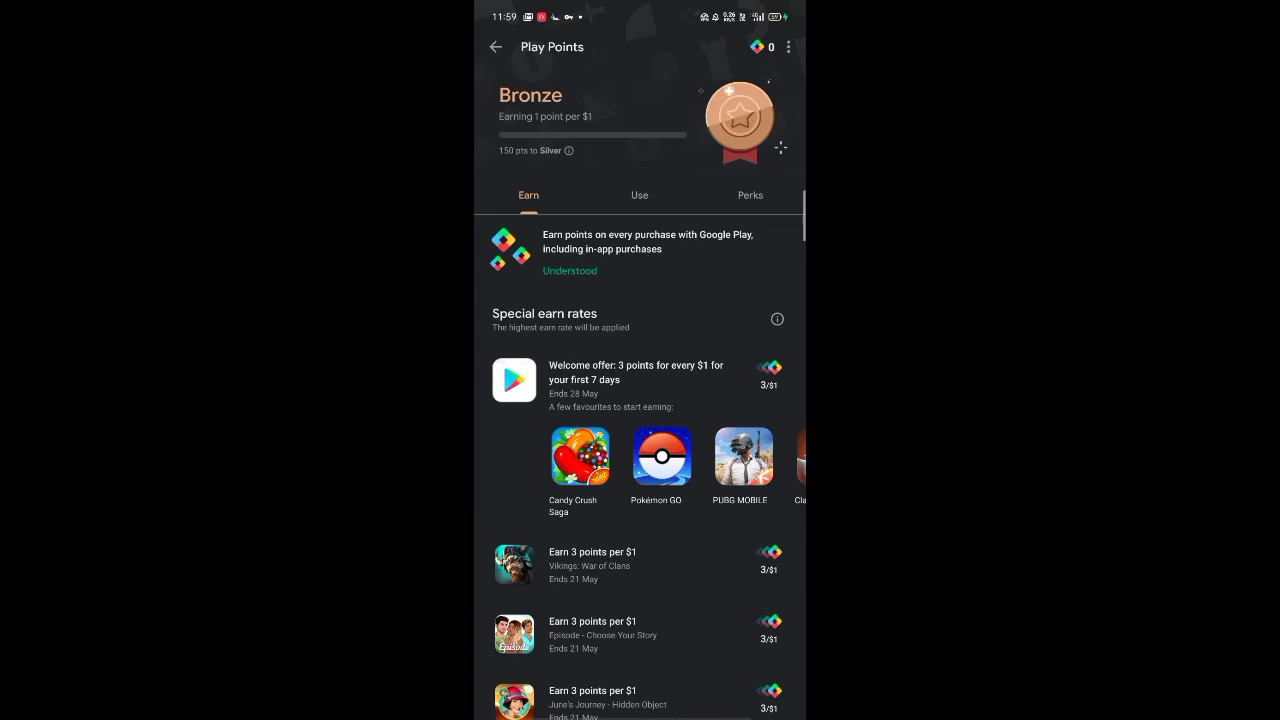 11:59
Play Points
0
Bronze
Earning 1 point per $1
150 pts to Silver
Earn
Use
Perks
Earn points on every purchase with Google Play,
including in-app purchases
Understood
Special earn rates
The highest earn rate will be applied
Welcome offer: 3 points for every $1 for
your first 7 days
3/$1
Ends 28 May
A few favourites to start earning:
Candy Crush
Saga
Pokémon GO
PUBG MOBILE
Cla
Earn 3 points per $1
Vikings: War of Clans
3/$1
Ends 21 May
Earn 3 points per $1
Episode - Choose Your Story
3/$1
Ends 21 May
Episode
Earn 3 points per $1
June's Journey - Hidden Object
3/$1
Ends 21 May